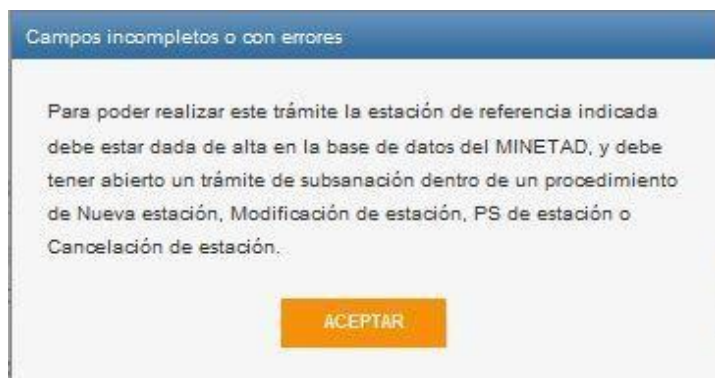 Campos incompletos o con errores
Para poder realizar este trámite la estación de referencia indicada
debe estar dada de alta en la base de datos del MINETAD, y debe
tener abierto un trámite de subsanación dentro de un procedimiento
de Nueva estación, Modificación de estación, PS de estación o
Cancelación de estación.
ACEPTAR